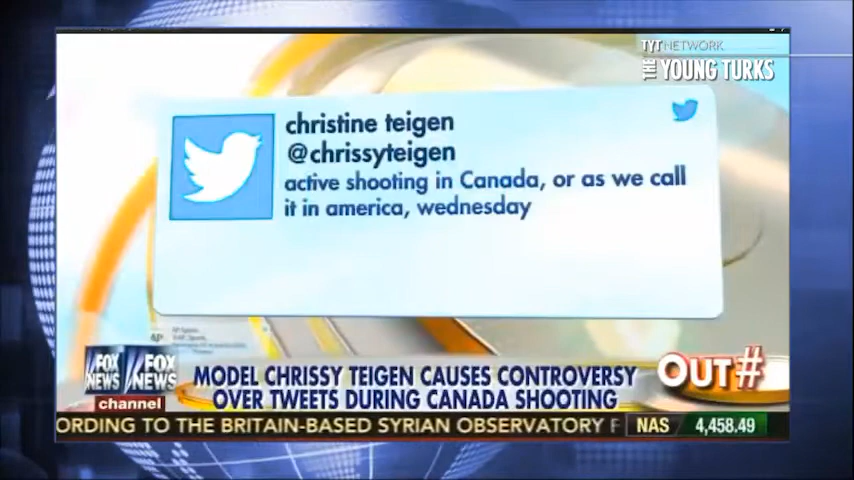 TYT NETWORK
THE YOUNG TURKS
christine teigen
@chrissyteigen
active shooting in Canada, or as we call
it in america, wednesday
FOX NEWS
FOX NEWS
channel
MODEL CHRISSY TEIGEN CAUSES CONTROVERSY
OVER TWEETS DURING CANADA SHOOTING
OUT#
ORDING TO THE BRITAIN-BASED SYRIAN OBSERVATORY F
NAS 4,458.49